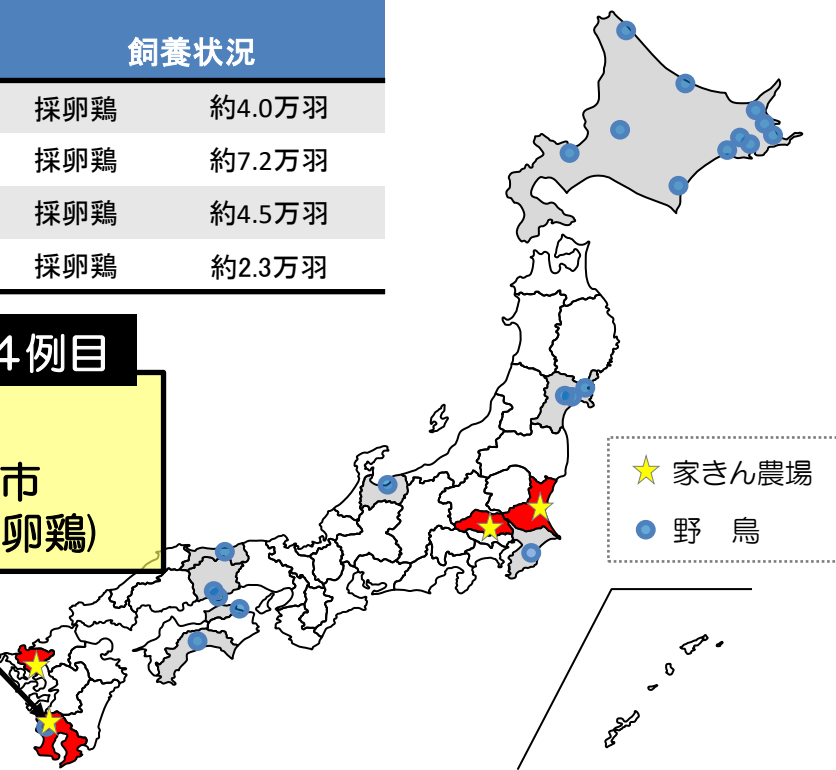 飼養状況
採卵鶏 約4.0万羽
採卵鶏 約7.2万羽
採卵鶏 約4.5万羽
採卵鶏 約2.3万羽
4例目
市
卵鶏)
家きん農場
野 鳥